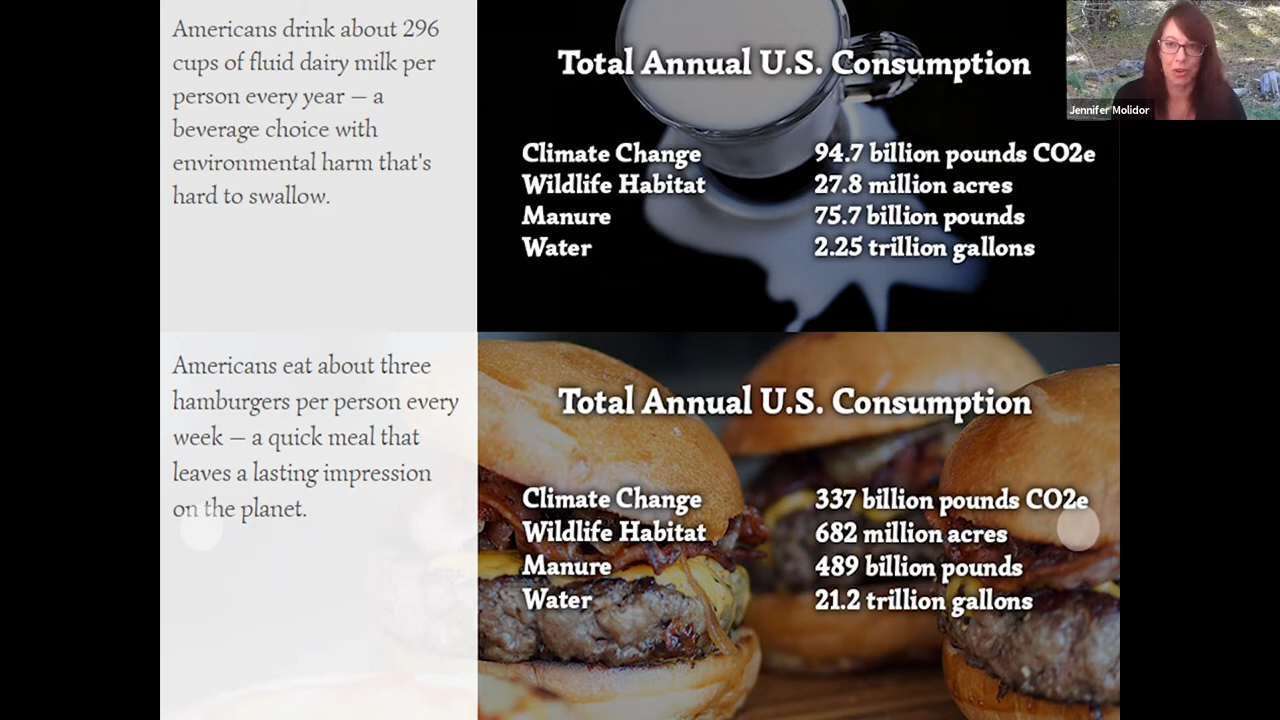 Americans drink about 296
cups of fluid dairy milk per
person every year — a
beverage choice with
environmental harm that's
hard to swallow.
Total Annual U.S. Consumption
Climate Change 94.7 billion pounds CO2e
Wildlife Habitat 27.8 million acres
Manure 75.7 billion pounds
Water 2.25 trillion gallons
Jennifer Molidor
Americans eat about three
hamburgers per person every
week — a quick meal that
leaves a lasting impression
on the planet.
Total Annual U.S. Consumption
Climate Change 337 billion pounds CO2e
Wildlife Habitat 682 million acres
Manure 489 billion pounds
Water 21.2 trillion gallons